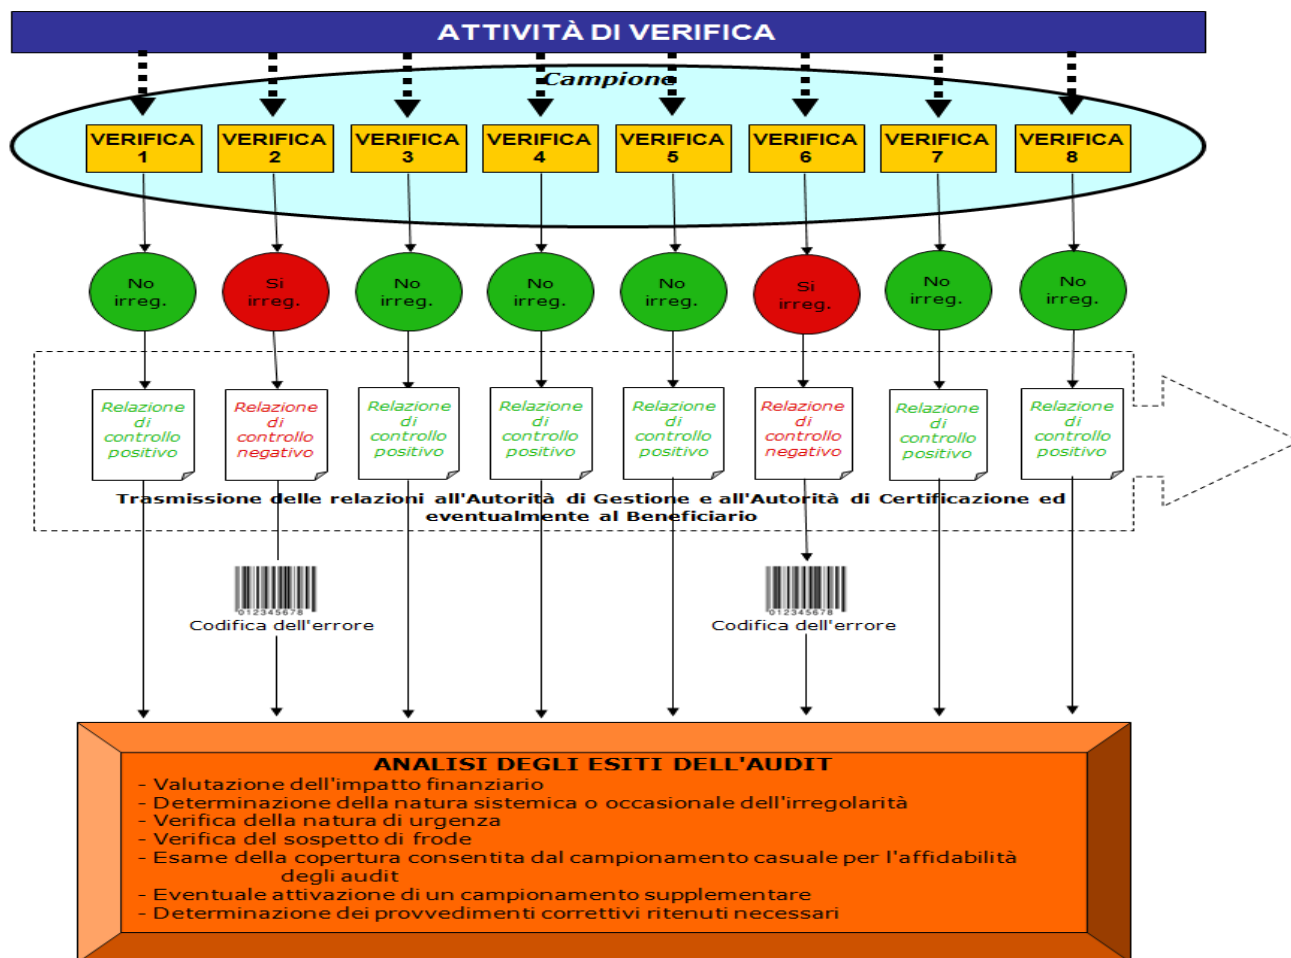 ATTIVITÀ DI VERIFICA
Campione
VERIFICA
1
VERIFICA
2
VERIFICA
3
VERIFICA
4
VERIFICA
5
VERIFICA
6
VERIFICA
7
VERIFICA
8
No
irreg.
Si
irreg.
No
irreg.
No
irreg.
No
irreg.
Si
irreg.
No
irreg.
No
irreg.
Relazione
di
controllo
positivo
Relazione
di
controllo
negativo
Relazione
di
controllo
positivo
Relazione
di
controllo
positivo
Relazione
di
controllo
positivo
Relazione
di
controllo
negativo
Relazione
di
controllo
positivo
Relazione
di
controllo
positivo
Trasmissione delle relazioni all'Autorità di Gestione e all'Autorità di Certificazione ed
eventualmente al Beneficiario
012345678
Codifica dell'errore
012345678
Codifica dell'errore
ANALISI DEGLI ESITI DELL'AUDIT
- Valutazione dell'impatto finanziario
- Determinazione della natura sistemica o occasionale dell'irregolarità
- Verifica della natura di urgenza
- Verifica del sospetto di frode
- Esame della copertura consentita dal campionamento casuale per l'affidabilità
degli audit
- Eventuale attivazione di un campionamento supplementare
- Determinazione dei provvedimenti correttivi ritenuti necessari